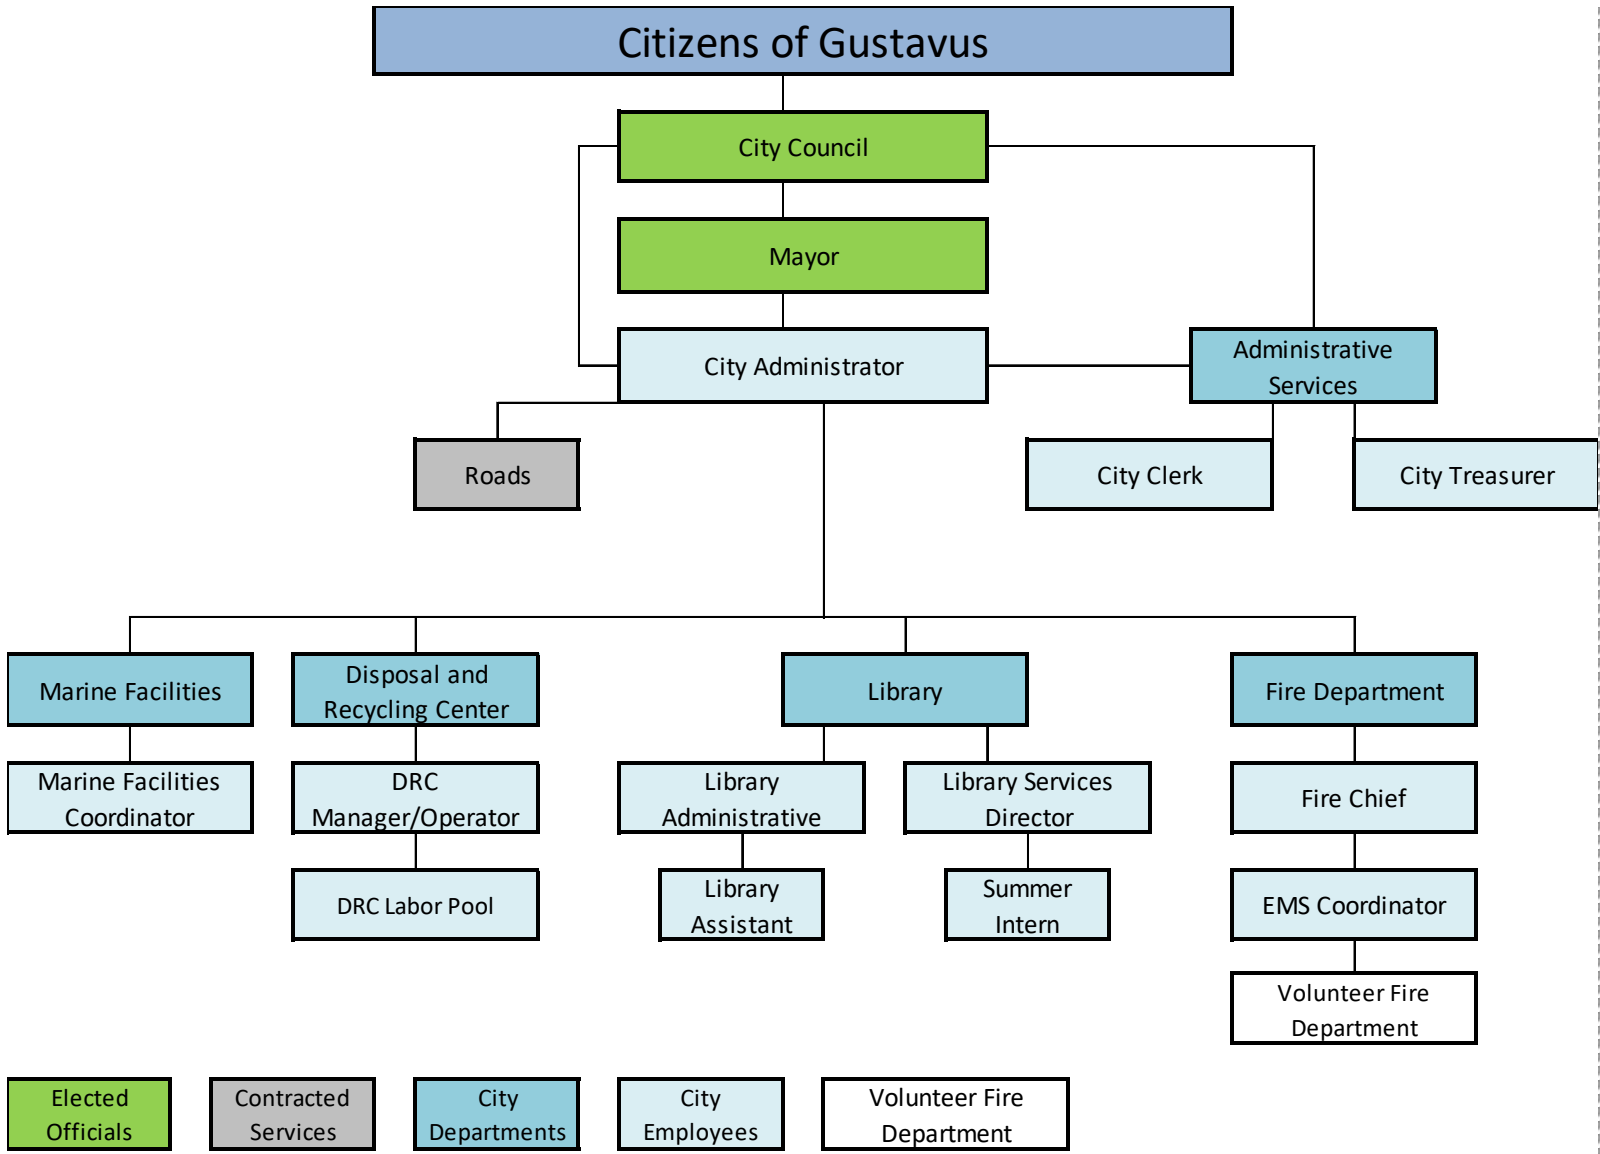 Citizens of Gustavus
City Council
Mayor
City Administrator
Administrative
Services
Roads
City Clerk
City Treasurer
Marine Facilities
Disposal and
Recycling Center
Library
Fire Department
Marine Facilities
Coordinator
DRC
Manager/Operator
Library
Administrative
Library Services
Director
Fire Chief
DRC Labor Pool
Library
Assistant
Summer
Intern
EMS Coordinator
Volunteer Fire
Department
Elected
Officials
Contracted
Services
City
Departments
City
Employees
Volunteer Fire
Department